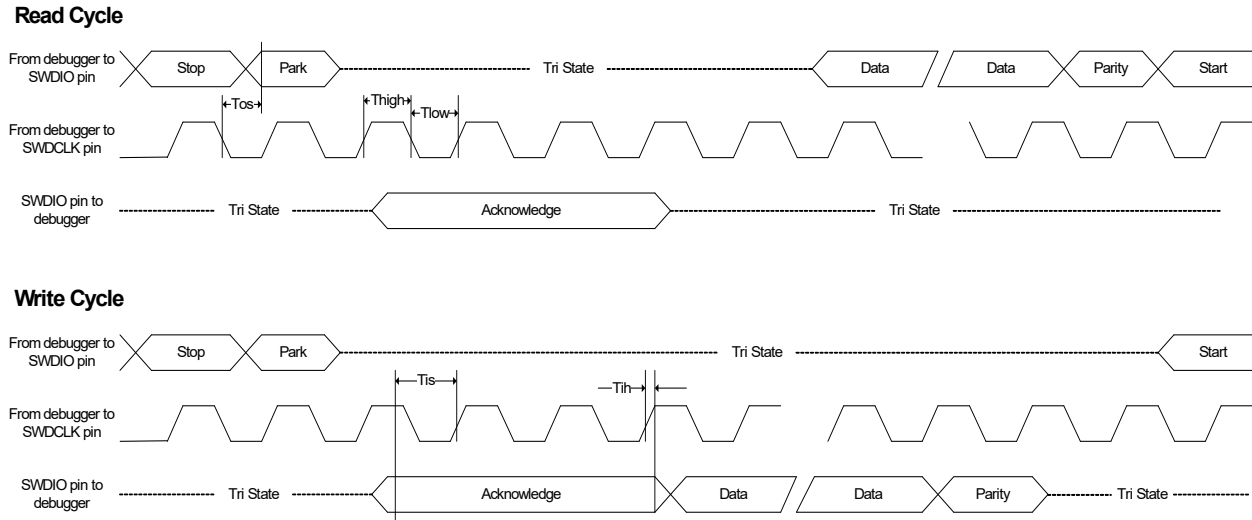 Read Cycle
From debugger to
SWDIO pin
Stop
Park
Tri State
Data
Data
Parity
Start
Tos
Thigh
Tlow
From debugger to
SWDCLK pin
SWDIO pin to
debugger
Tri State
Acknowledge
Tri State
Write Cycle
From debugger to
SWDIO pin
Stop
Park
Tri State
Start
Tis
Tih
From debugger to
SWDCLK pin
SWDIO pin to
debugger
Tri State
Acknowledge
Data
Data
Parity
Tri State